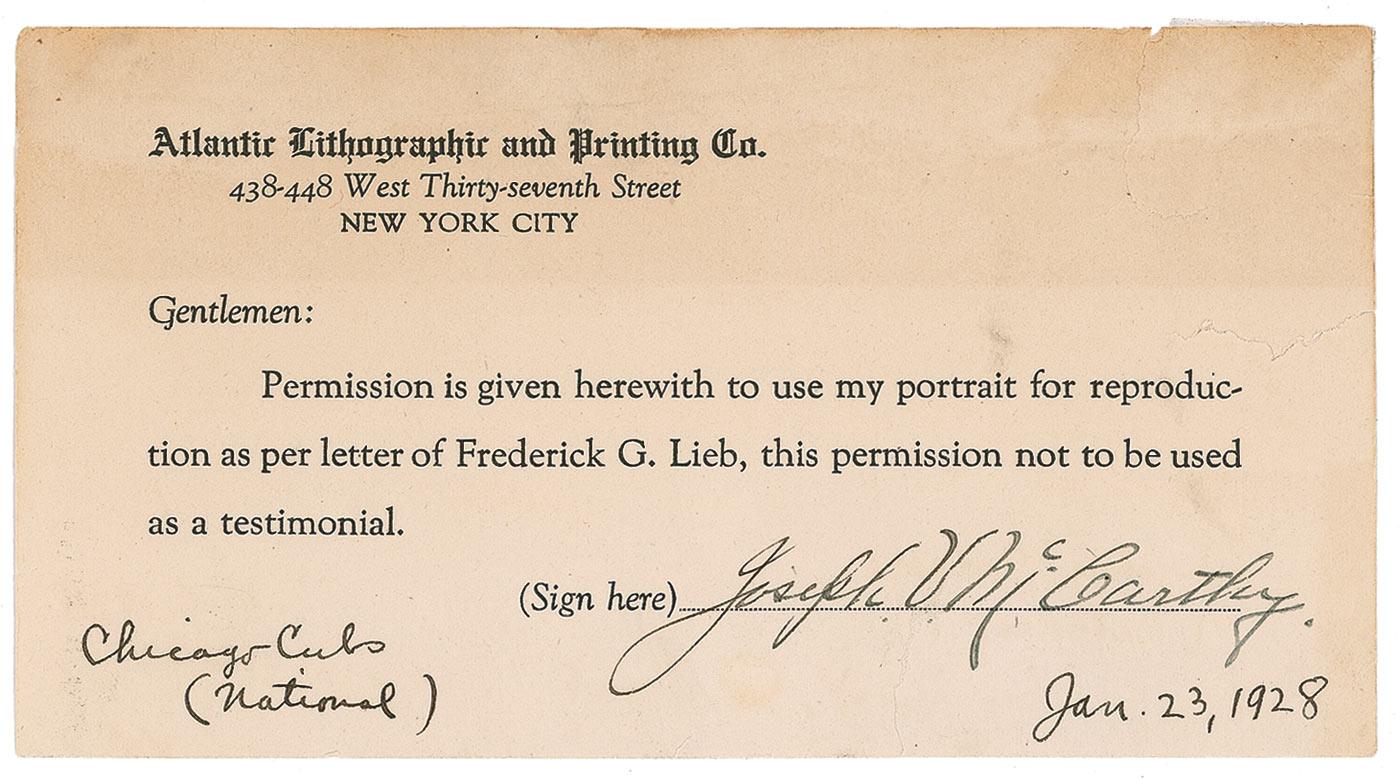 Atlantic Lithographic and Printing Co.
438-448 West Thirty-seventh Street
NEW YORK CITY
Gentlemen:
Permission is given herewith to use my portrait for reproduc-
tion as per letter of Frederick G. Lieb, this permission not to be used
as a testimonial.
(Sign here) Joseph V McCarthy.
Chicago Cubs
(National)
Jan. 23, 1928